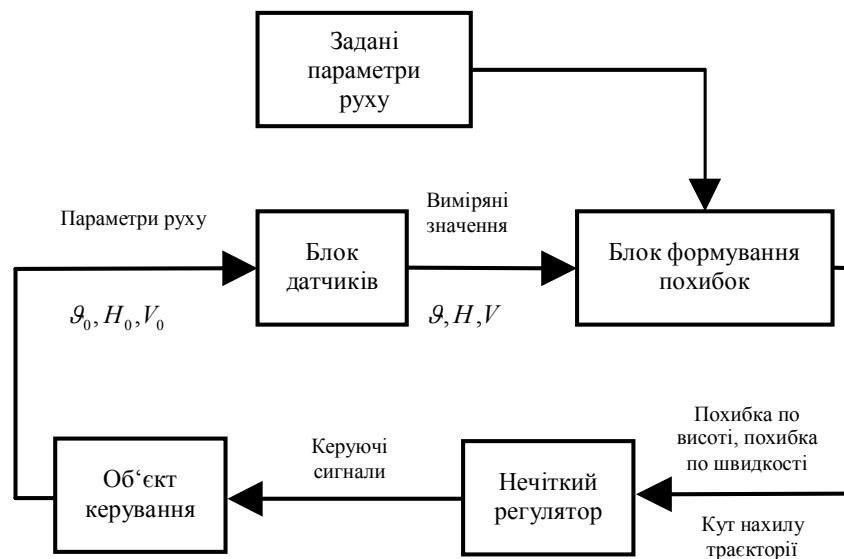 Задані
параметри
руху
Параметри руху
Виміряні
значення
Блок
датчиків
Блок формування
похибок
ϑ₀, H₀, V₀
ϑ, H, V
Похибка по
висоті, похибка
по швидкості
Керуючі
сигнали
Об‘єкт
керування
Нечіткий
регулятор
Кут нахилу
траєкторії